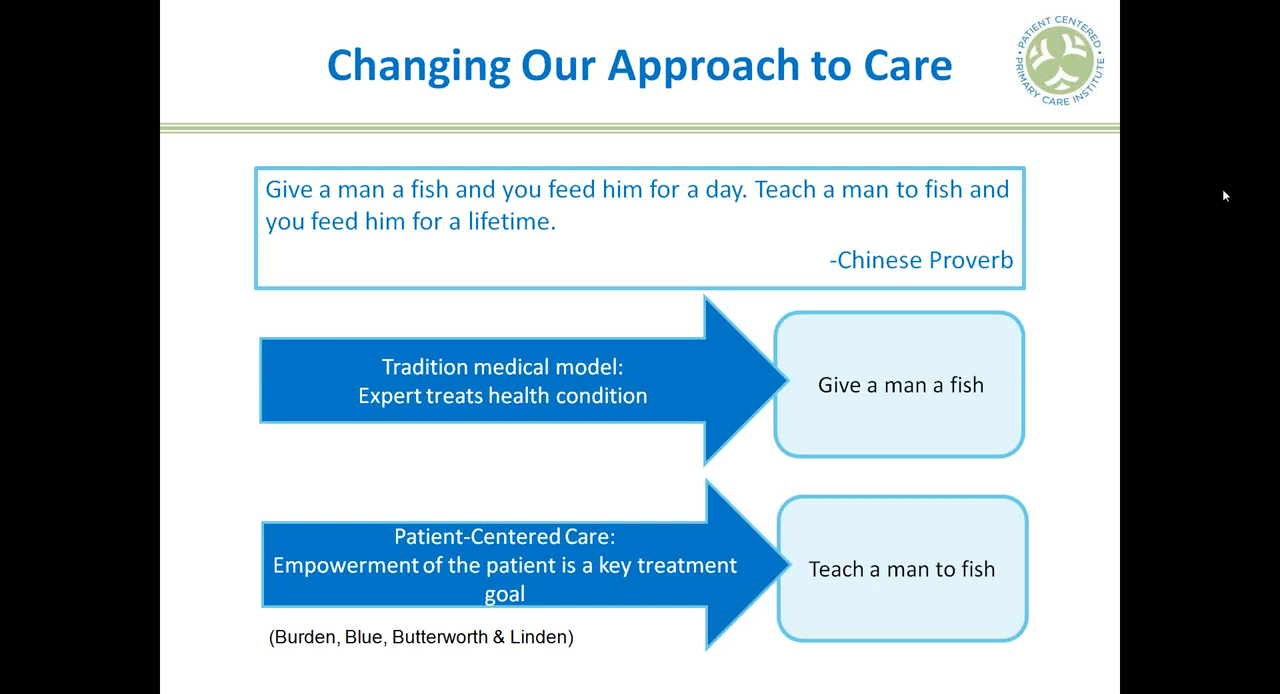 Changing Our Approach to Care
• PATIENT CENTERED •
PRIMARY CARE INSTITUTE
Give a man a fish and you feed him for a day. Teach a man to fish and
you feed him for a lifetime.
-Chinese Proverb
Tradition medical model:
Expert treats health condition
Give a man a fish
Patient-Centered Care:
Empowerment of the patient is a key treatment
goal
Teach a man to fish
(Burden, Blue, Butterworth & Linden)